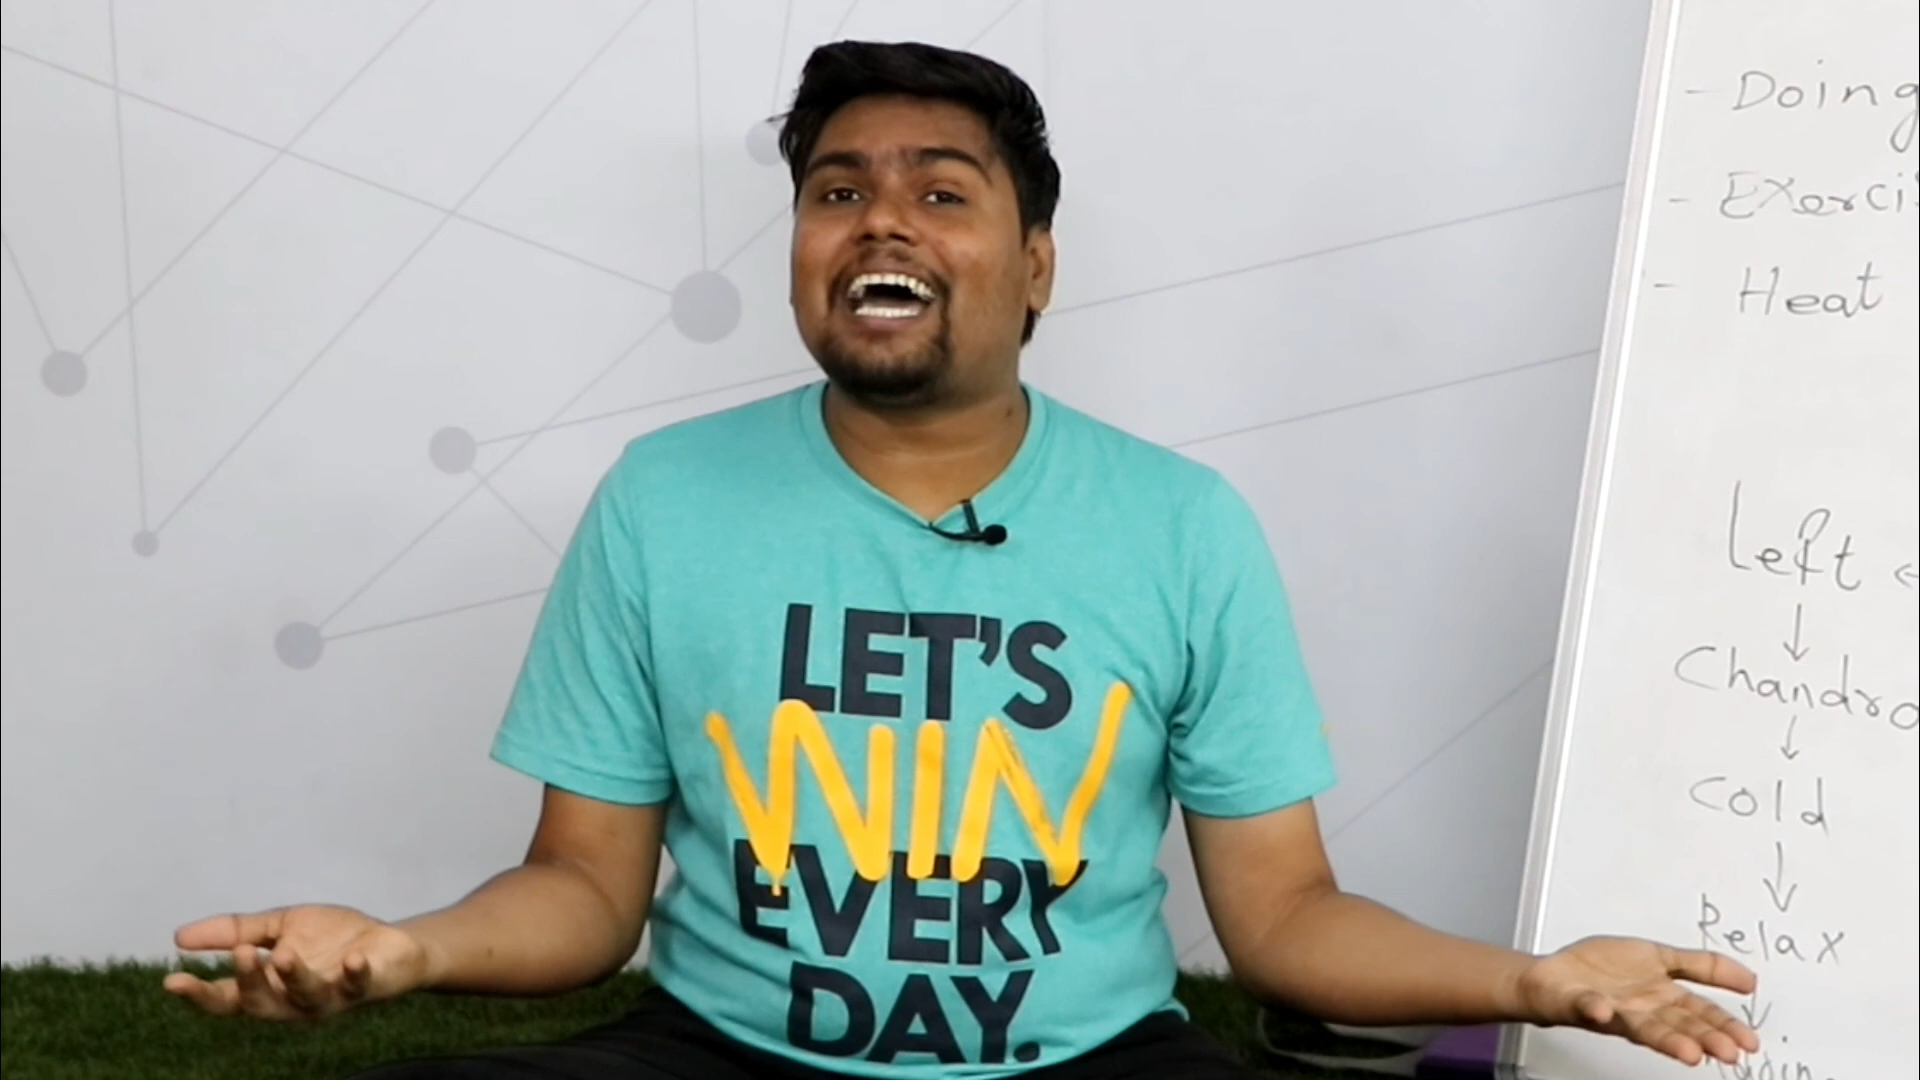 LET'S
WIN
EVERY
DAY.
- Doing
- Exerci
- Heat
Left ←
↓
Chandra
↓
Cold
↓
Relax
↓